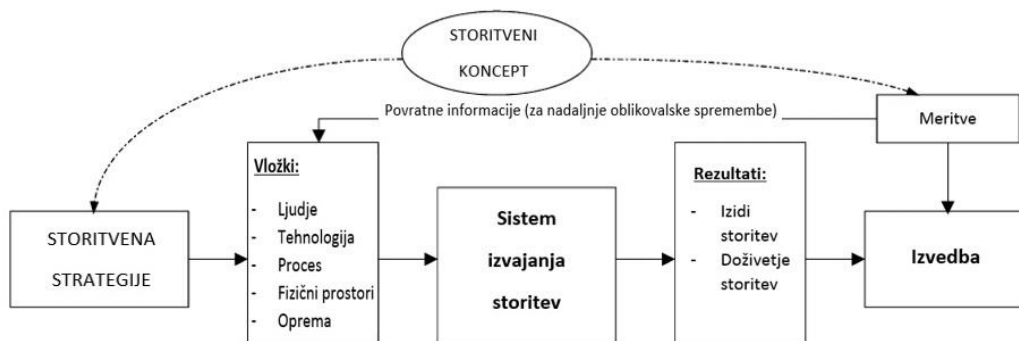 STORITVENI
KONCEPT
Povratne informacije (za nadaljnje oblikovalske spremembe)
Meritve
STORITVENA
STRATEGIJE
Vložki:
- Ljudje
- Tehnologija
- Proces
- Fizični prostori
- Oprema
Sistem
izvajanja
storitev
Rezultati:
- Izidi
storitev
- Doživetje
storitev
Izvedba